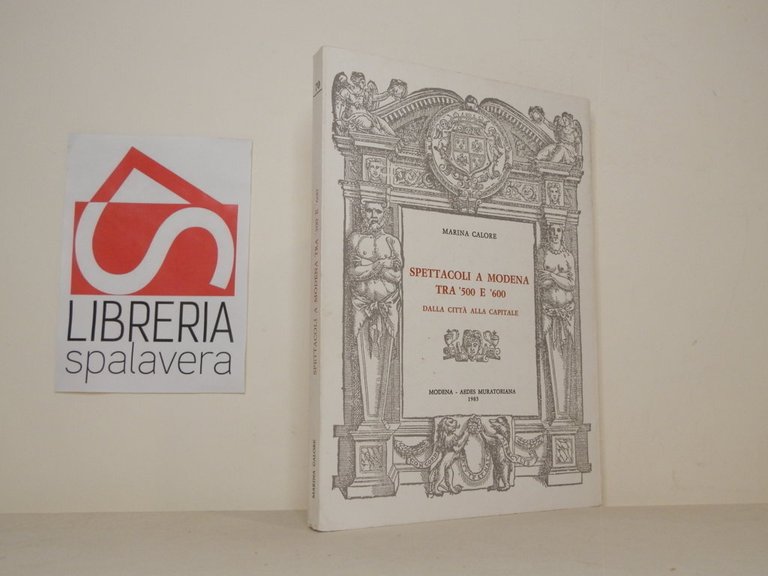 LIBRERIA
spalavera
SPETTACOLI A MODENA TRA '500 E '600
MARINA CALORE
MARINA CALORE
SPETTACOLI A MODENA
TRA '500 E '600
DALLA CITTÀ ALLA CAPITALE
MODENA - AEDES MURATORIANA
1983